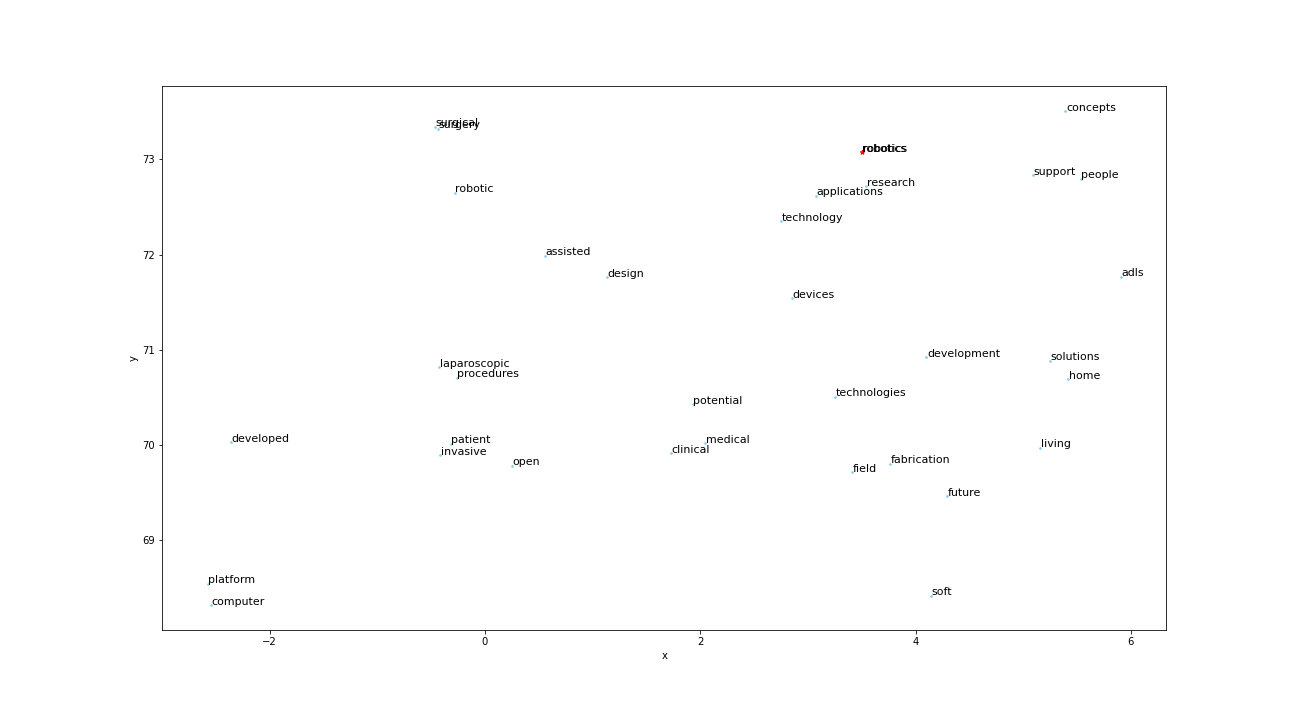 concepts
surgical
surgery
robotics
support
people
research
robotic
applications
technology
assisted
design
adls
devices
development
solutions
laparoscopic
procedures
home
technologies
potential
developed
patient
medical
living
invasive
clinical
open
fabrication
field
future
platform
computer
soft
73
72
71
70
69
y
−2
0
2
4
6
x